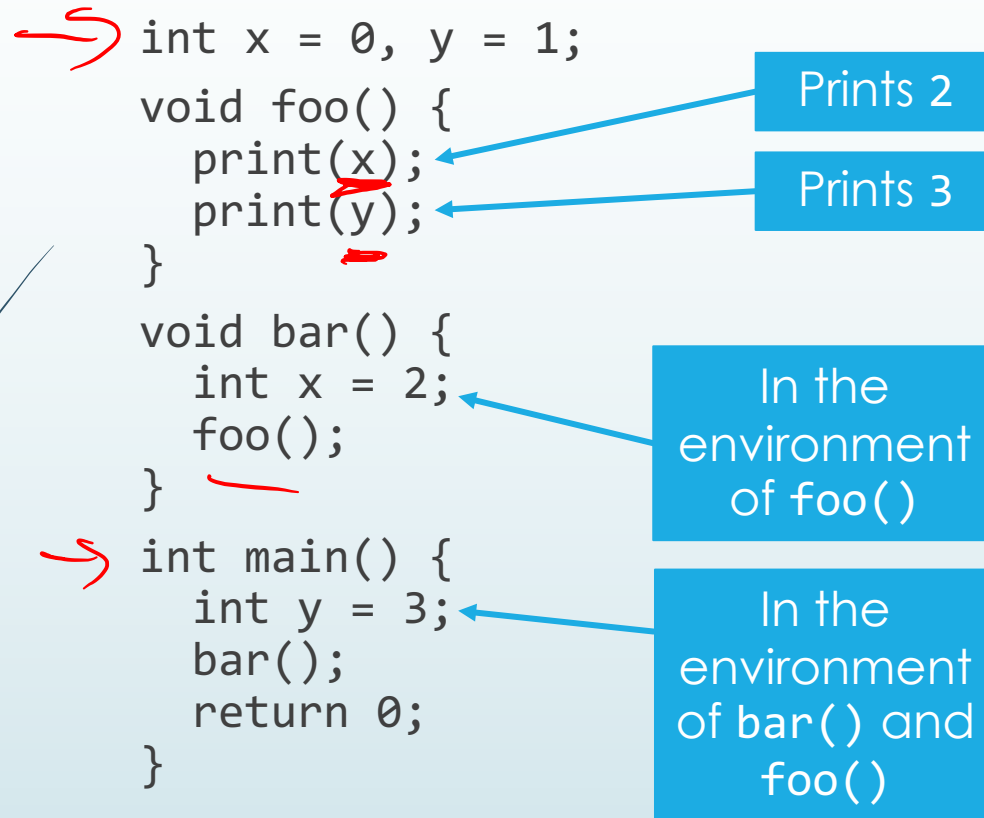 int x = 0, y = 1;
void foo() {
print(x);
print(y);
}
void bar() {
int x = 2;
foo();
}
int main() {
int y = 3;
bar();
return 0;
}
Prints 2
Prints 3
In the
environment
of foo()
In the
environment
of bar() and
foo()